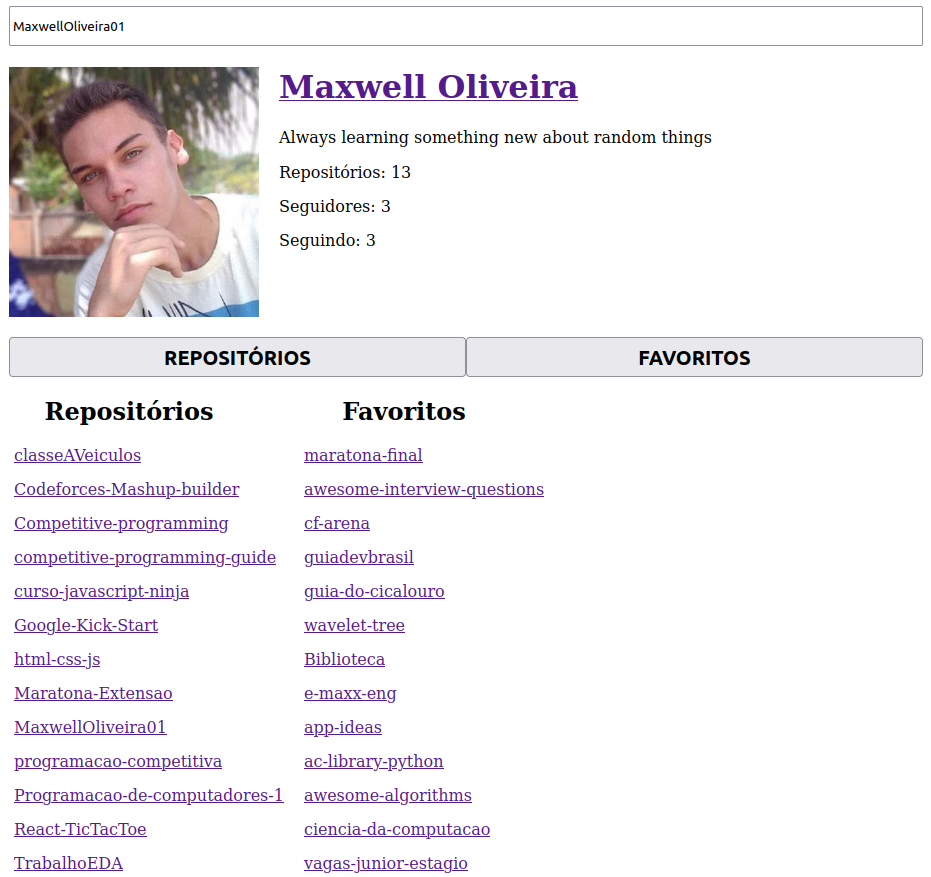 MaxwellOliveira01
Maxwell Oliveira
Always learning something new about random things
Repositórios: 13
Seguidores: 3
Seguindo: 3
REPOSITÓRIOS
FAVORITOS
Repositórios
classeAVeiculos
Codeforces-Mashup-builder
Competitive-programming
competitive-programming-guide
curso-javascript-ninja
Google-Kick-Start
html-css-js
Maratona-Extensao
MaxwellOliveira01
programacao-competitiva
Programacao-de-computadores-1
React-TicTacToe
TrabalhoEDA
Favoritos
maratona-final
awesome-interview-questions
cf-arena
guiadevbrasil
guia-do-cicalouro
wavelet-tree
Biblioteca
e-maxx-eng
app-ideas
ac-library-python
awesome-algorithms
ciencia-da-computacao
vagas-junior-estagio